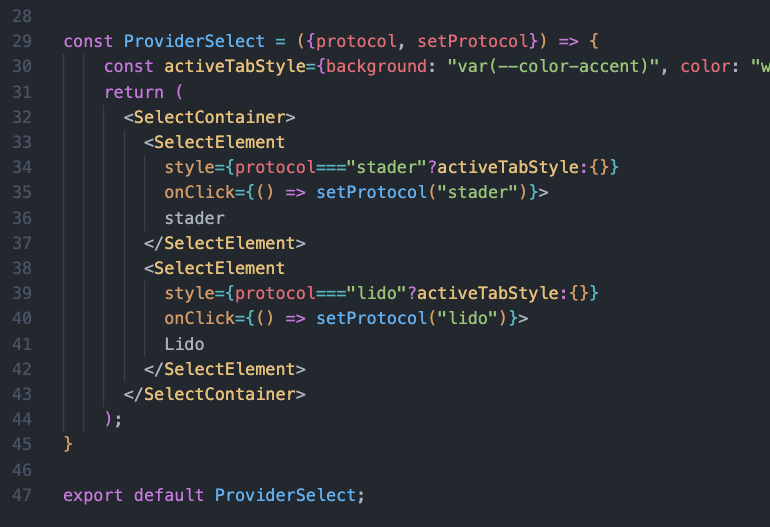 28
29 const ProviderSelect = ({protocol, setProtocol}) => {
30     const activeTabStyle={background: "var(--color-accent)", color: "w
31     return (
32       <SelectContainer>
33         <SelectElement
34           style={protocol==="stader"?activeTabStyle:{}}
35           onClick={() => setProtocol("stader")}>
36           stader
37         </SelectElement>
38         <SelectElement
39           style={protocol==="lido"?activeTabStyle:{}}
40           onClick={() => setProtocol("lido")}>
41           Lido
42         </SelectElement>
43       </SelectContainer>
44     );
45 }
46
47 export default ProviderSelect;